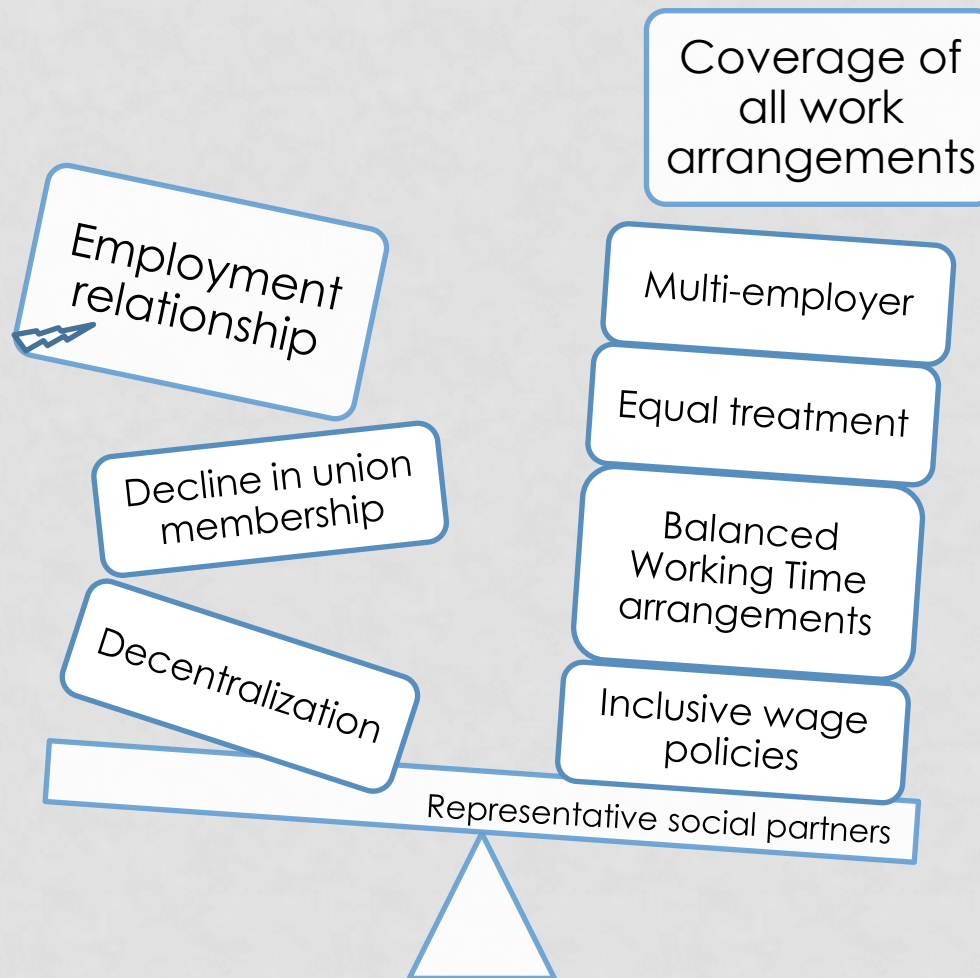 Coverage of
all work
arrangements
Employment
relationship
Multi-employer
Equal treatment
Decline in union
membership
Balanced
Working Time
arrangements
Decentralization
Inclusive wage
policies
Representative social partners